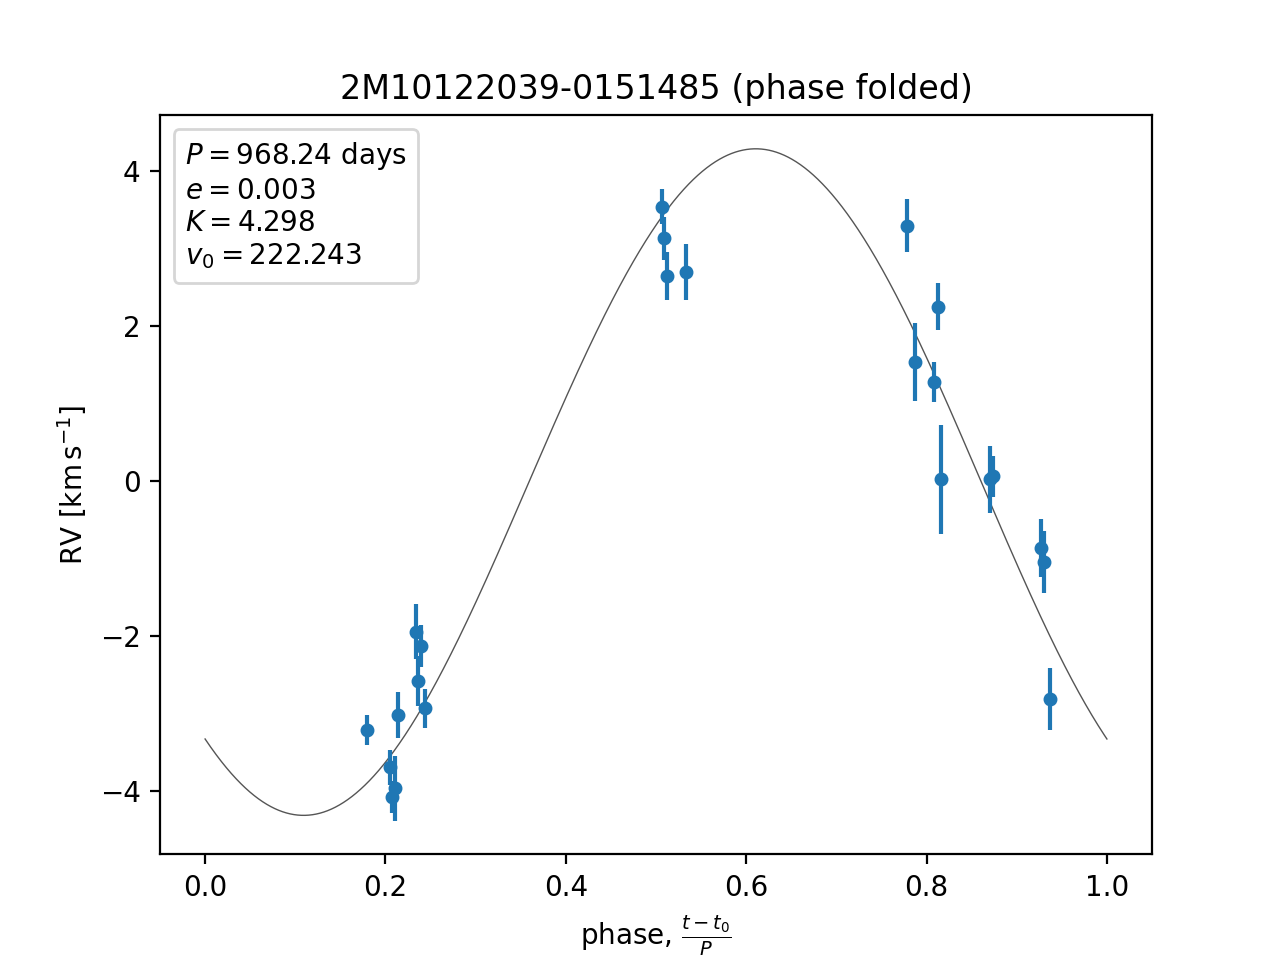 2M10122039-0151485 (phase folded)
P = 968.24 days
e = 0.003
K = 4.298
v₀ = 222.243
4
2
0
−2
−4
RV [km s⁻¹]
0.0 0.2 0.4 0.6 0.8 1.0
phase, (t − t₀)/P